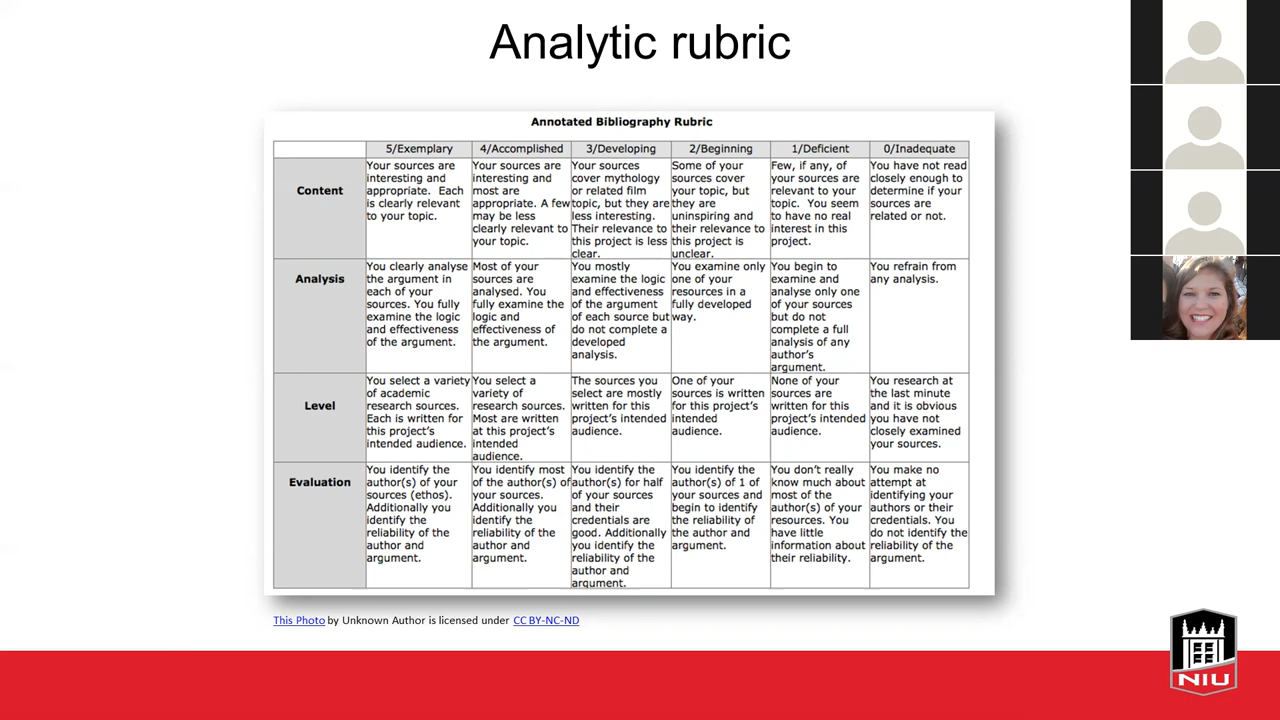 Analytic rubric
Annotated Bibliography Rubric
5/Exemplary 4/Accomplished 3/Developing 2/Beginning 1/Deficient 0/Inadequate
Content
Your sources are
interesting and
appropriate. Each
is clearly relevant
to your topic.
Your sources are
interesting and
most are
appropriate. A few
may be less
clearly relevant to
your topic.
Your sources
cover mythology
or related film
topic, but they are
less interesting.
Their relevance to
this project is less
clear.
Some of your
sources cover
your topic, but
they are
uninspiring and
their relevance to
this project is
unclear.
Few, if any, of
your sources are
relevant to your
topic. You seem
to have no real
interest in this
project.
You have not read
closely enough to
determine if your
sources are
related or not.
Analysis
You clearly analyse
the argument in
each of your
sources. You fully
examine the logic
and effectiveness
of the argument.
Most of your
sources are
analysed. You
fully examine the
logic and
effectiveness of
the argument.
You mostly
examine the logic
and effectiveness
of the argument
of each source but
do not complete a
developed
analysis.
You examine only
one of your
resources in a
fully developed
way.
You begin to
examine and
analyse only one
of your sources
but do not
complete a full
analysis of any
author's
argument.
You refrain from
any analysis.
Level
You select a variety
of academic
research sources.
Each is written for
this project's
intended audience.
You select a
variety of
research sources.
Most are written
at this project's
intended
audience.
The sources you
select are mostly
written for this
project's intended
audience.
One of your
sources is written
for this project's
intended
audience.
None of your
sources are
written for this
project's intended
audience.
You research at
the last minute
and it is obvious
you have not
closely examined
your sources.
Evaluation
You identify the
author(s) of your
sources (ethos).
Additionally you
identify the
reliability of the
author and
argument.
You identify most
of the author(s) of
your sources.
Additionally you
identify the
reliability of the
author and
argument.
You identify the
author(s) for half
of your sources
and their
credentials are
good. Additionally
you identify the
reliability of the
author and
argument.
You identify the
author(s) of 1 of
your sources and
begin to identify
the reliability of
the author and
argument.
You don't really
know much about
most of the
author(s) of your
resources. You
have little
information about
their reliability.
You make no
attempt at
identifying your
authors or their
credentials. You
do not identify the
reliability of the
argument.
This Photo by Unknown Author is licensed under CC BY-NC-ND
NIU